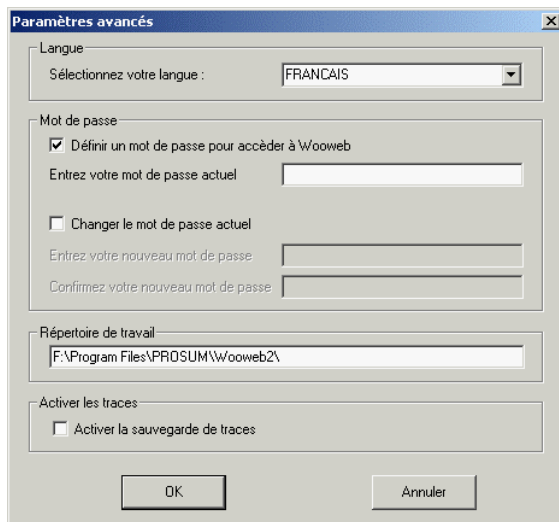 Paramètres avancés
Langue
Sélectionnez votre langue :
FRANCAIS
Mot de passe
Définir un mot de passe pour accèder à Wooweb
Entrez votre mot de passe actuel
Changer le mot de passe actuel
Entrez votre nouveau mot de passe
Confirmez votre nouveau mot de passe
Répertoire de travail
F:\Program Files\PROSUM\Wooweb2\
Activer les traces
Activer la sauvegarde de traces
OK
Annuler